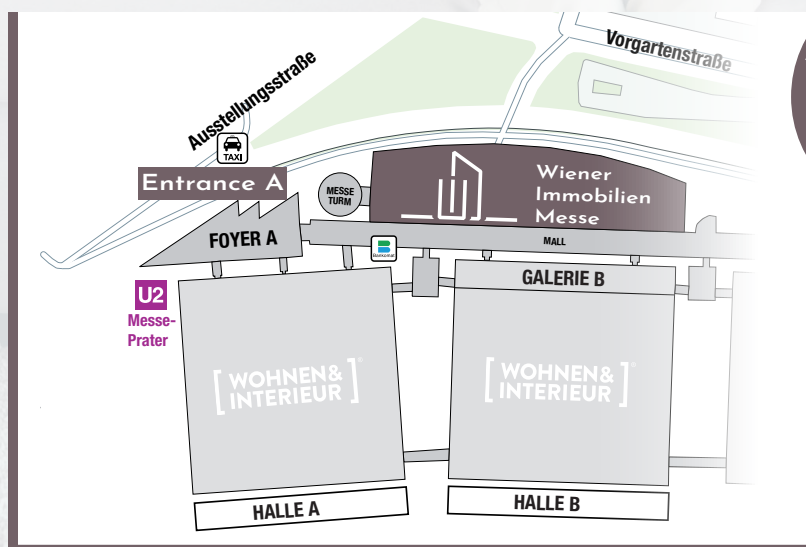 Vorgartenstraße
Ausstellungsstraße
TAXI
Entrance A
MESSE
TURM
Wiener
Immobilien
Messe
FOYER A
MALL
Bankomat
GALERIE B
U2
Messe-
Prater
[WOHNEN&
INTERIEUR]®
[WOHNEN&
INTERIEUR]®
HALLE A
HALLE B